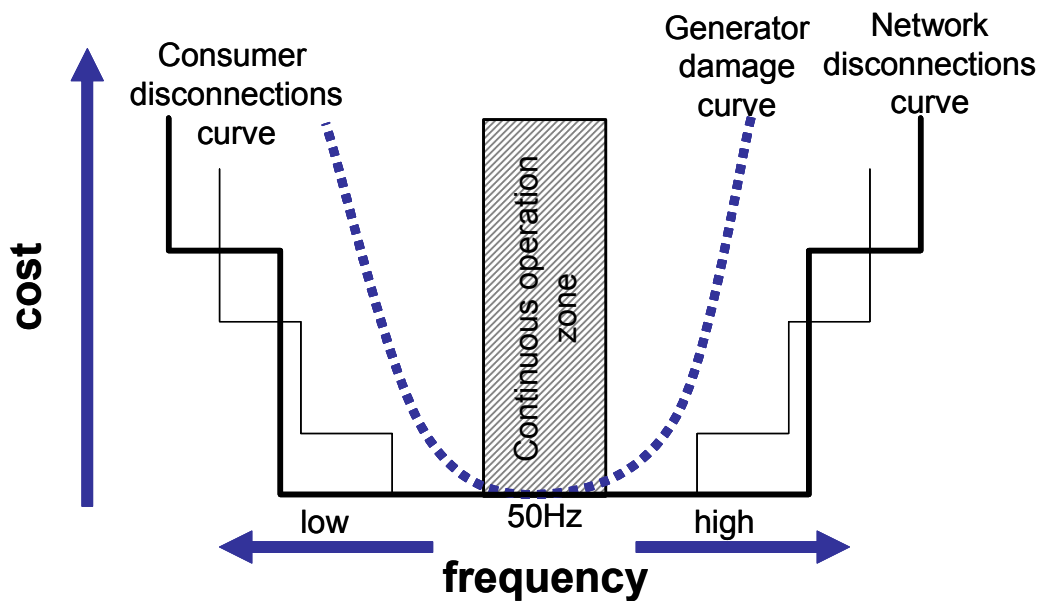 Consumer
disconnections
curve
Generator
damage
curve
Network
disconnections
curve
cost
Continuous operation
zone
low
50Hz
high
frequency